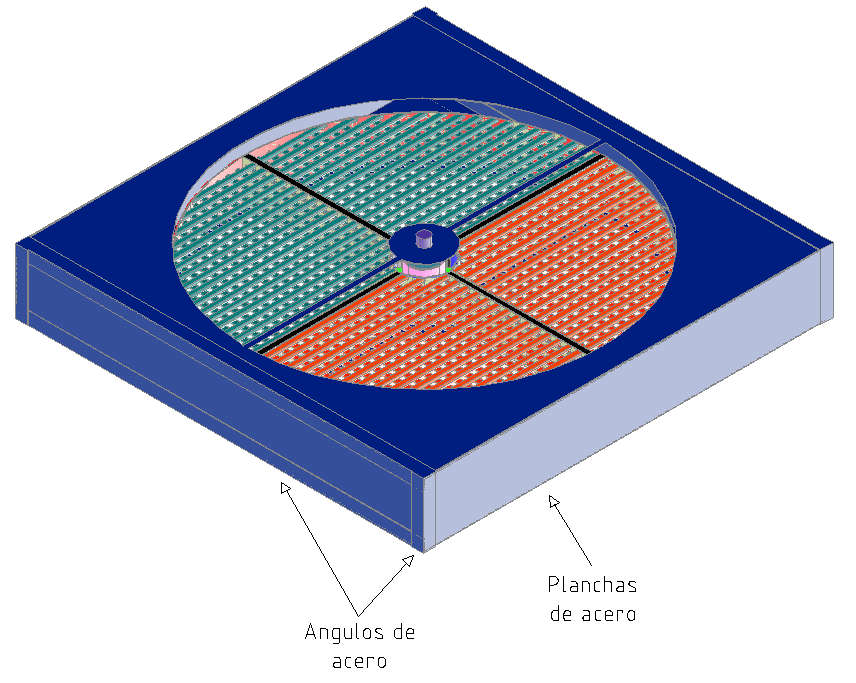 Planchas
de acero
Angulos de
acero